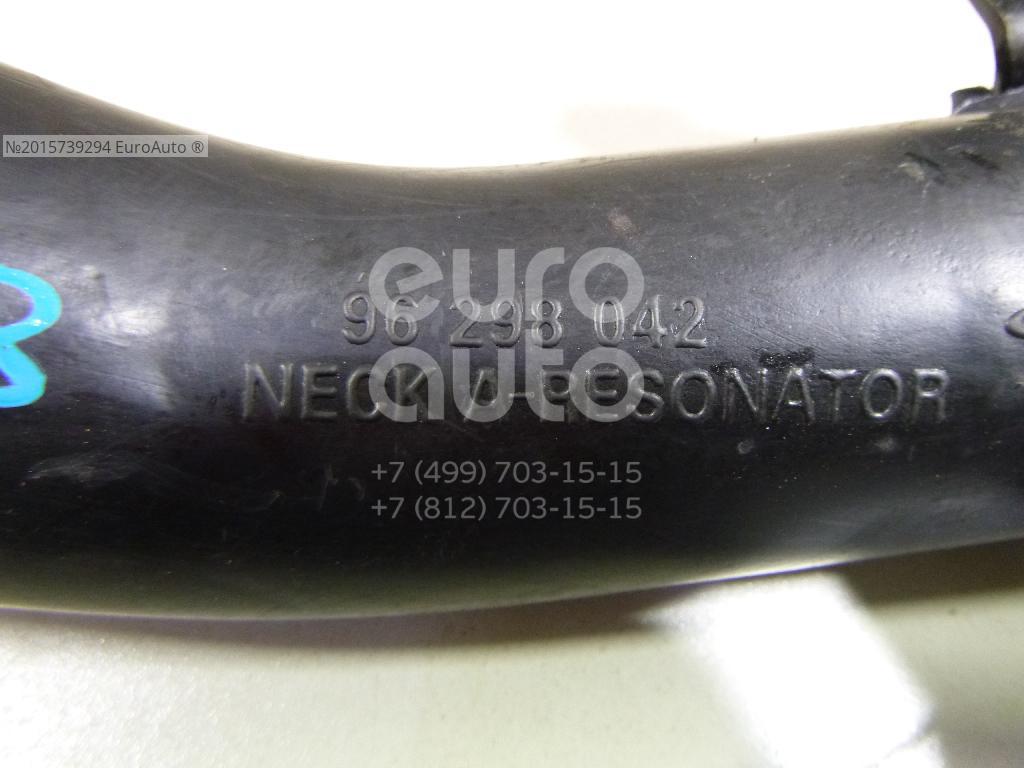 №2015739294 EuroAuto ®
euro
96 298 042
auto
NECK A-RESONATOR
+7 (499) 703-15-15
+7 (812) 703-15-15